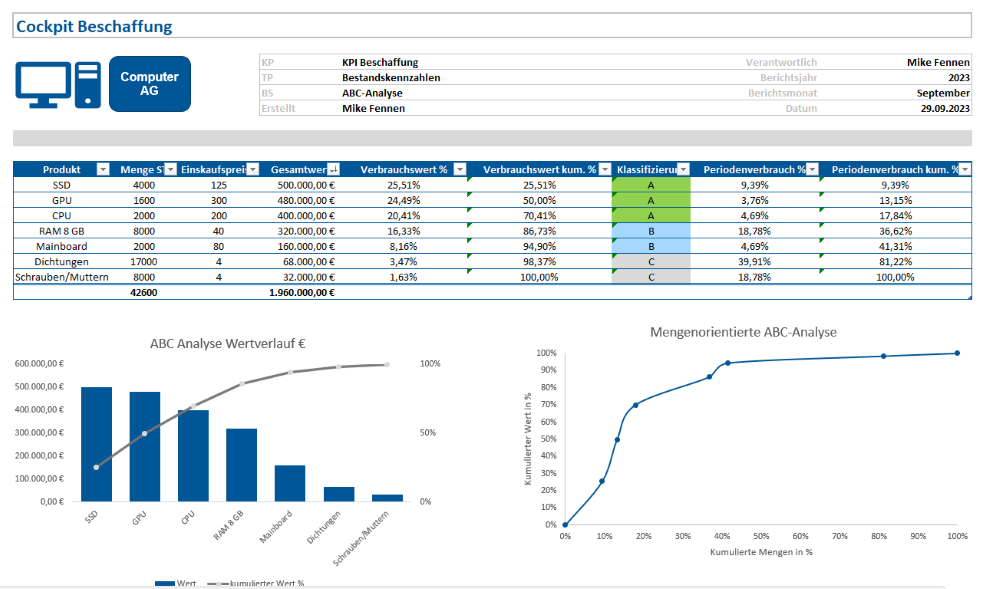 Cockpit Beschaffung
Computer AG
KP KPI Beschaffung Verantwortlich Mike Fennen
TP Bestandskennzahlen Berichtsjahr 2023
BS ABC-Analyse Berichtsmonat September
Erstellt Mike Fennen Datum 29.09.2023
Produkt Menge ST Einskaufspreis Gesamtwer Verbrauchswert % Verbrauchswert kum. % Klassifizierun Periodenverbrauch % Periodenverbrauch kum. %
SSD 4000 125 500.000,00 € 25,51% 25,51% A 9,39% 9,39%
GPU 1600 300 480.000,00 € 24,49% 50,00% A 3,76% 13,15%
CPU 2000 200 400.000,00 € 20,41% 70,41% A 4,69% 17,84%
RAM 8 GB 8000 40 320.000,00 € 16,33% 86,73% B 18,78% 36,62%
Mainboard 2000 80 160.000,00 € 8,16% 94,90% B 4,69% 41,31%
Dichtungen 17000 4 68.000,00 € 3,47% 98,37% C 39,91% 81,22%
Schrauben/Muttern 8000 4 32.000,00 € 1,63% 100,00% C 18,78% 100,00%
42600 1.960.000,00 €
ABC Analyse Wertverlauf €
600.000,00 €
500.000,00 €
400.000,00 €
300.000,00 €
200.000,00 €
100.000,00 €
0,00 €
100%
50%
0%
SSD
GPU
CPU
RAM 8 GB
Mainboard
Dichtungen
Schrauben/Muttern
Wert kumulierter Wert %
Mengenorientierte ABC-Analyse
Kumulierter Wert in %
100%
90%
80%
70%
60%
50%
40%
30%
20%
10%
0%
0% 10% 20% 30% 40% 50% 60% 70% 80% 90% 100%
Kumulierte Mengen in %